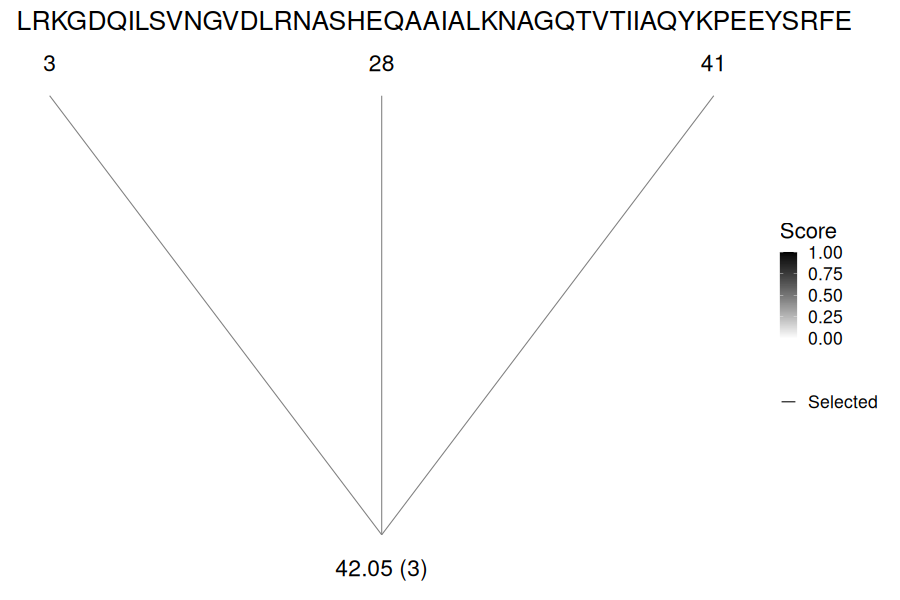 LRKGDQILSVNGVDLRNASHEQAAIALKNAGQTVTIIAQYKPEEYSRFE
3 28 41
Score
1.00
0.75
0.50
0.25
0.00
Selected
42.05 (3)